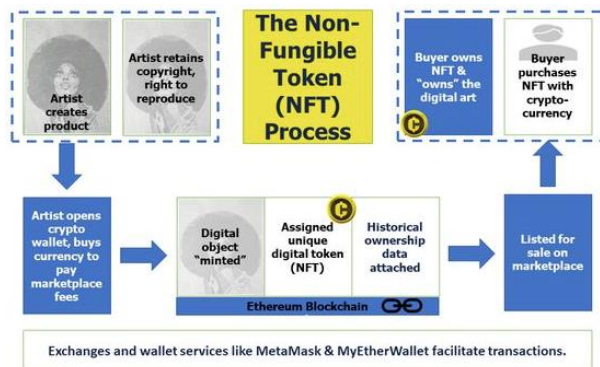 Artist
creates
product
Artist retains
copyright,
right to
reproduce
The Non-
Fungible
Token
(NFT)
Process
Buyer owns
NFT &
“owns” the
digital art
Buyer
purchases
NFT with
crypto-
currency
Artist opens
crypto
wallet, buys
currency to
pay
marketplace
fees
Digital
object
“minted”
Assigned
unique
digital token
(NFT)
Historical
ownership
data
attached
Ethereum Blockchain
Listed for
sale on
marketplace
Exchanges and wallet services like MetaMask & MyEtherWallet facilitate transactions.